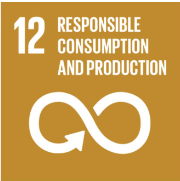 12 RESPONSIBLE
CONSUMPTION
AND PRODUCTION